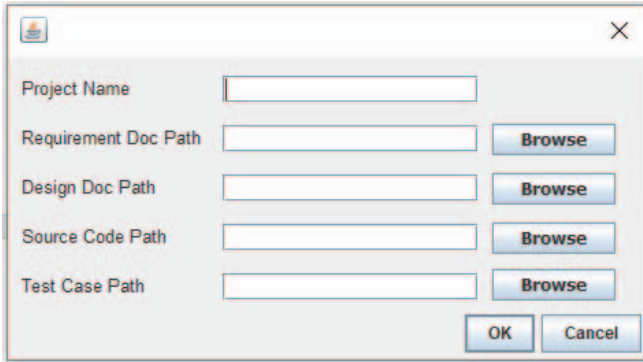 Project Name
Requirement Doc Path Browse
Design Doc Path Browse
Source Code Path Browse
Test Case Path Browse
OK Cancel